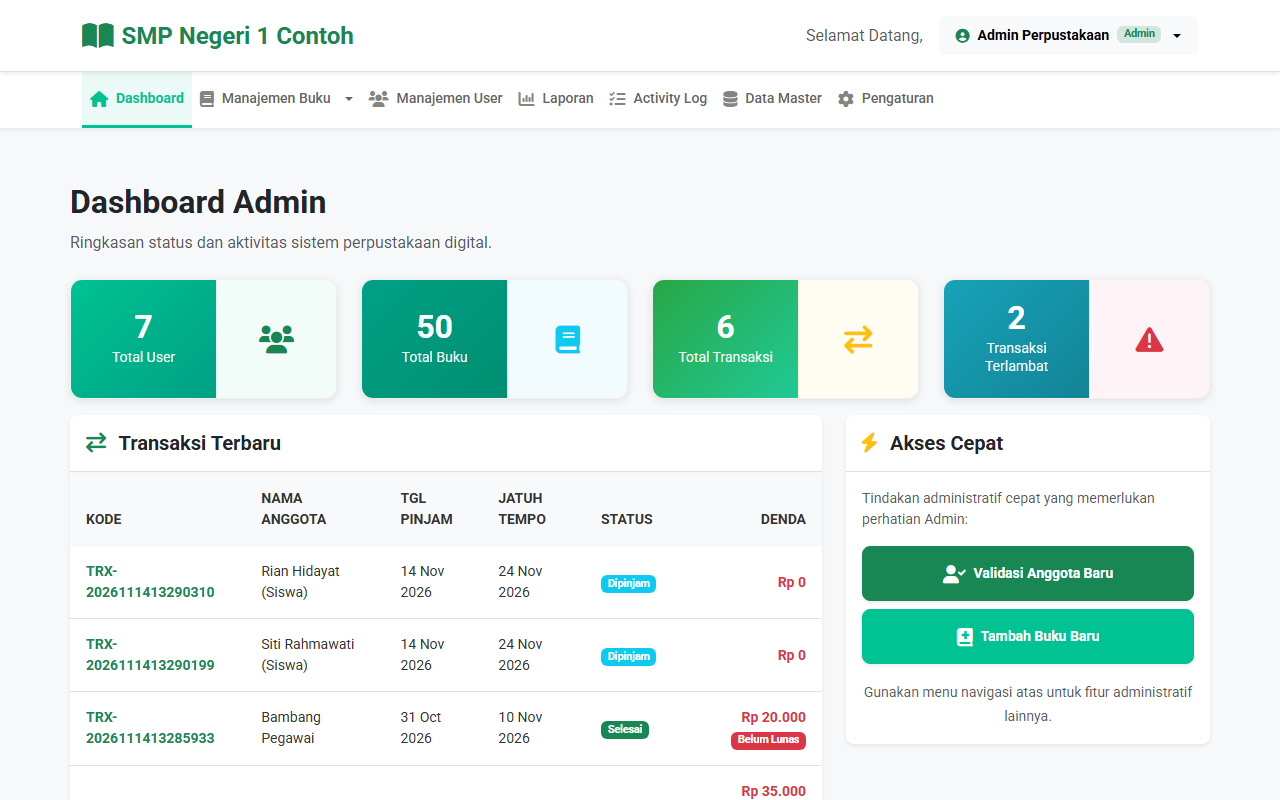 SMP Negeri 1 Contoh
Selamat Datang,
Admin Perpustakaan Admin
Dashboard
Manajemen Buku
Manajemen User
Laporan
Activity Log
Data Master
Pengaturan
Dashboard Admin
Ringkasan status dan aktivitas sistem perpustakaan digital.
7
Total User
50
Total Buku
6
Total Transaksi
2
Transaksi
Terlambat
Transaksi Terbaru
KODE
NAMA
ANGGOTA
TGL
PINJAM
JATUH
TEMPO
STATUS
DENDA
TRX-
2026111413290310
Rian Hidayat
(Siswa)
14 Nov
2026
24 Nov
2026
Dipinjam
Rp 0
TRX-
2026111413290199
Siti Rahmawati
(Siswa)
14 Nov
2026
24 Nov
2026
Dipinjam
Rp 0
TRX-
2026111413285933
Bambang
Pegawai
31 Oct
2026
10 Nov
2026
Selesai
Rp 20.000
Belum Lunas
Rp 35.000
Akses Cepat
Tindakan administratif cepat yang memerlukan
perhatian Admin:
Validasi Anggota Baru
Tambah Buku Baru
Gunakan menu navigasi atas untuk fitur administratif
lainnya.